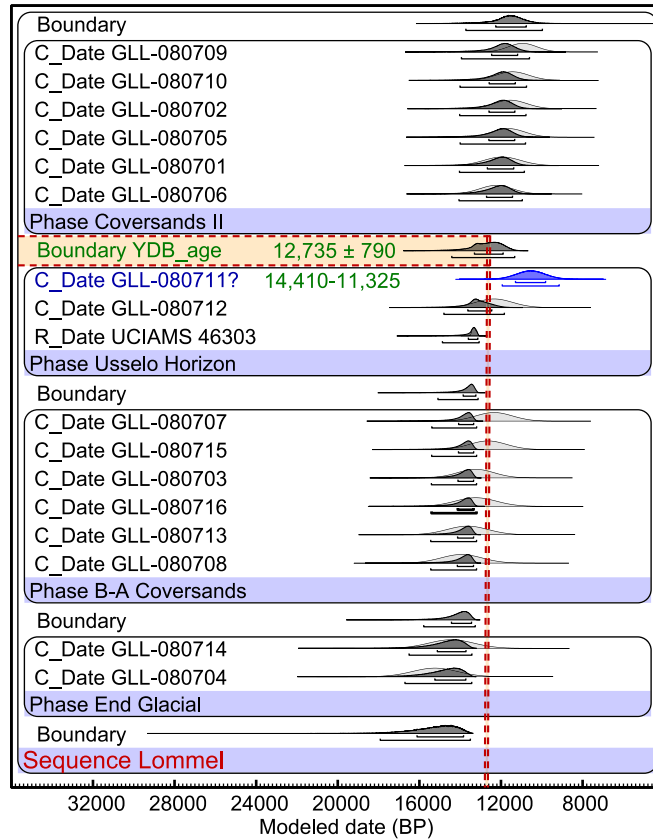 Boundary
C_Date GLL-080709
C_Date GLL-080710
C_Date GLL-080702
C_Date GLL-080705
C_Date GLL-080701
C_Date GLL-080706
Phase Coversands II
Boundary YDB_age 12,735 ± 790
C_Date GLL-080711? 14,410-11,325
C_Date GLL-080712
R_Date UCIAMS 46303
Phase Usselo Horizon
Boundary
C_Date GLL-080707
C_Date GLL-080715
C_Date GLL-080703
C_Date GLL-080716
C_Date GLL-080713
C_Date GLL-080708
Phase B-A Coversands
Boundary
C_Date GLL-080714
C_Date GLL-080704
Phase End Glacial
Boundary
Sequence Lommel
32000 28000 24000 20000 16000 12000 8000
Modeled date (BP)